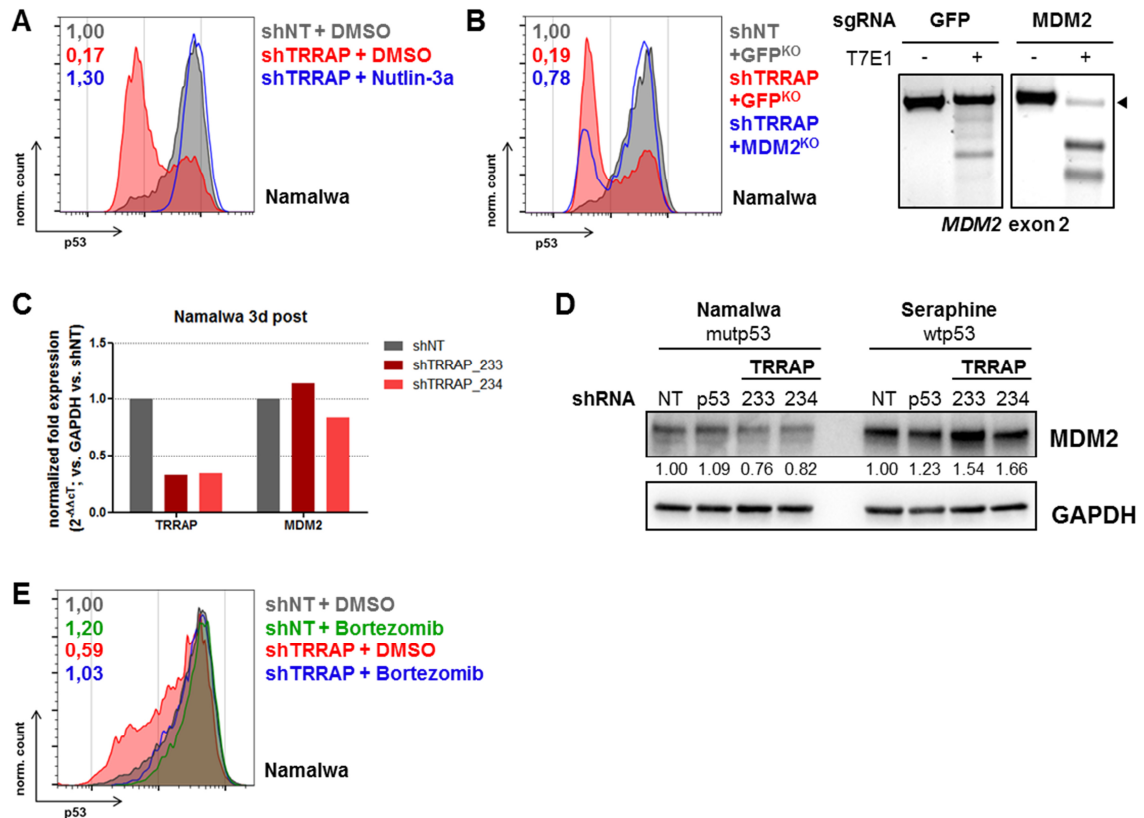 A
1,00
0,17
1,30
shNT + DMSO
shTRRAP + DMSO
shTRRAP + Nutlin-3a
Namalwa
norm. count
p53
B
1,00
0,19
0,78
shNT
+GFPKO
shTRRAP
+GFPKO
shTRRAP
+MDM2KO
Namalwa
norm. count
p53
sgRNA GFP MDM2
T7E1 - + - +
MDM2 exon 2
C
Namalwa 3d post
normalized fold expression
(2-ΔΔcT; vs. GAPDH vs. shNT)
1.5
1.0
0.5
0.0
TRRAP MDM2
shNT
shTRRAP_233
shTRRAP_234
D
Namalwa Seraphine
mutp53 wtp53
TRRAP TRRAP
shRNA NT p53 233 234 NT p53 233 234
MDM2
1.00 1.09 0.76 0.82 1.00 1.23 1.54 1.66
GAPDH
E
1,00
1,20
0,59
1,03
shNT + DMSO
shNT + Bortezomib
shTRRAP + DMSO
shTRRAP + Bortezomib
Namalwa
norm. count
p53